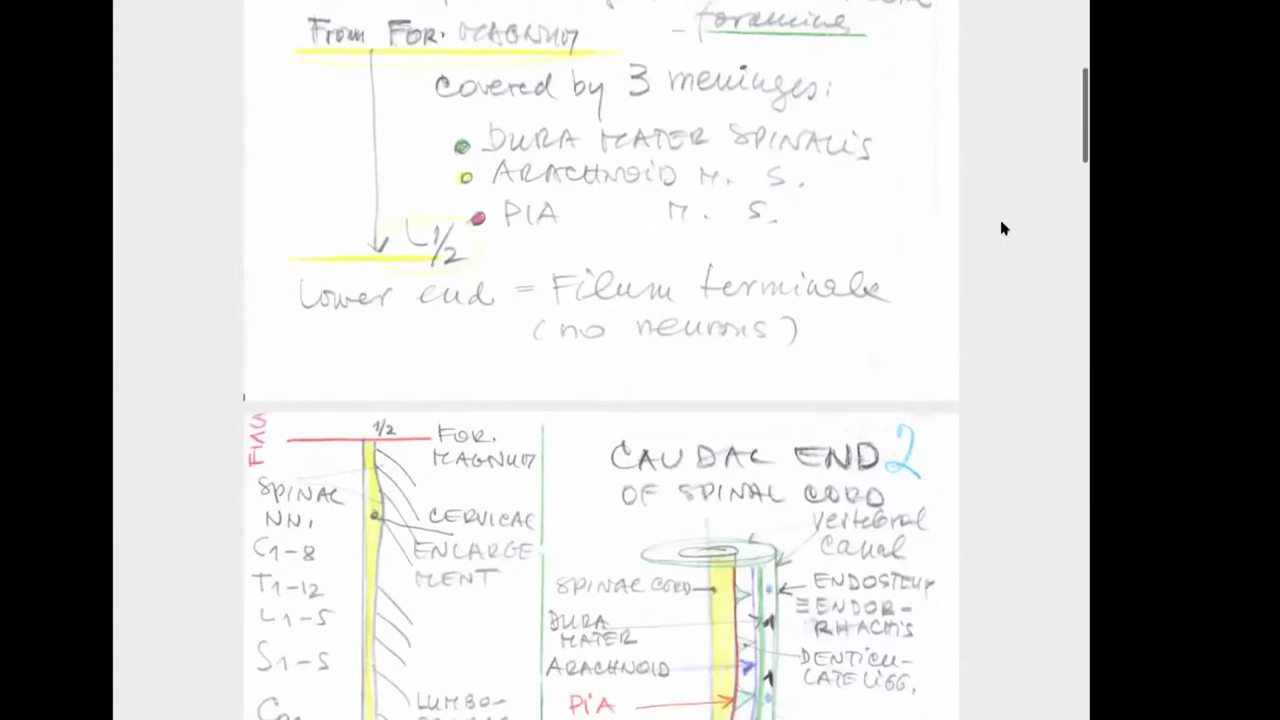 foramina
From FOR. MAGNUM
Covered by 3 meninges:
DURA MATER SPINALIS
ARACHNOID M. S.
PIA M. S.
L1/2
Lower end = Filum terminale
(no neurons)
1/2
FOR.
MAGNUM
SPINAL
NN.
C1-8
T1-12
L1-5
S1-5
CERVICAL
ENLARGE
MENT
LUMBO-
CAUDAL END 2
OF SPINAL CORD
vertebral
canal
SPINAL CORD
DURA
MATER
ARACHNOID
PiA
ENDOSTEUM
≡ENDOR-
RHACHIS
DENTICU-
LATE LIGG.